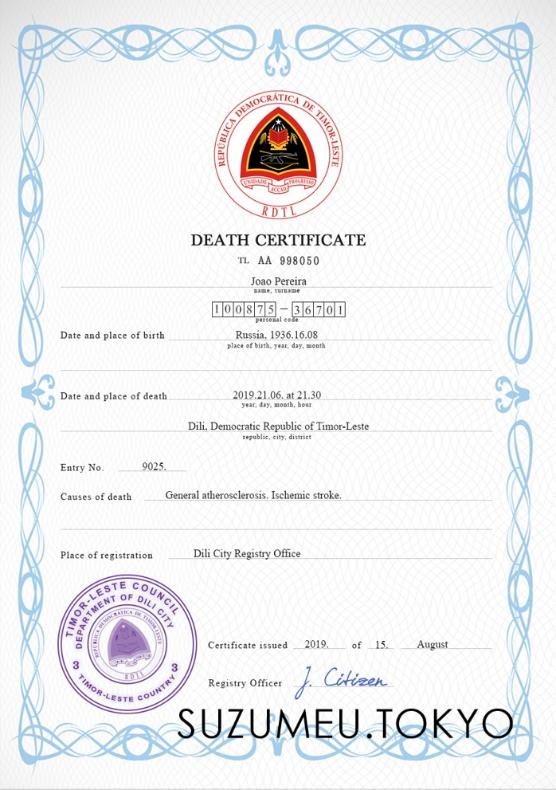 REPÚBLICA DEMOCRÁTICA DE TIMOR-LESTE
UNIDADE ACÇÃO PROGRESSO
RDTL
DEATH CERTIFICATE
TL AA 998050
Joao Pereira
name, turname
100875 – 36701
personal code
Date and place of birth Russia, 1936.16.08
place of birth, year, day, month
Date and place of death 2019.21.06. at 21.30
year, day, month, hour
Dili, Democratic Republic of Timor-Leste
republic, city, district
Entry No. 9025.
Causes of death General atherosclerosis. Ischemic stroke.
Place of registration Dili City Registry Office
TIMOR-LESTE COUNCIL
DEPARTMENT OF DILI CITY
REPÚBLICA DEMOCRÁTICA DE TIMOR-LESTE
RDTL
3 3
TIMOR-LESTE COUNTRY
Certificate issued 2019. of 15. August
Registry Officer J. Citizen
SUZUMEU.TOKYO